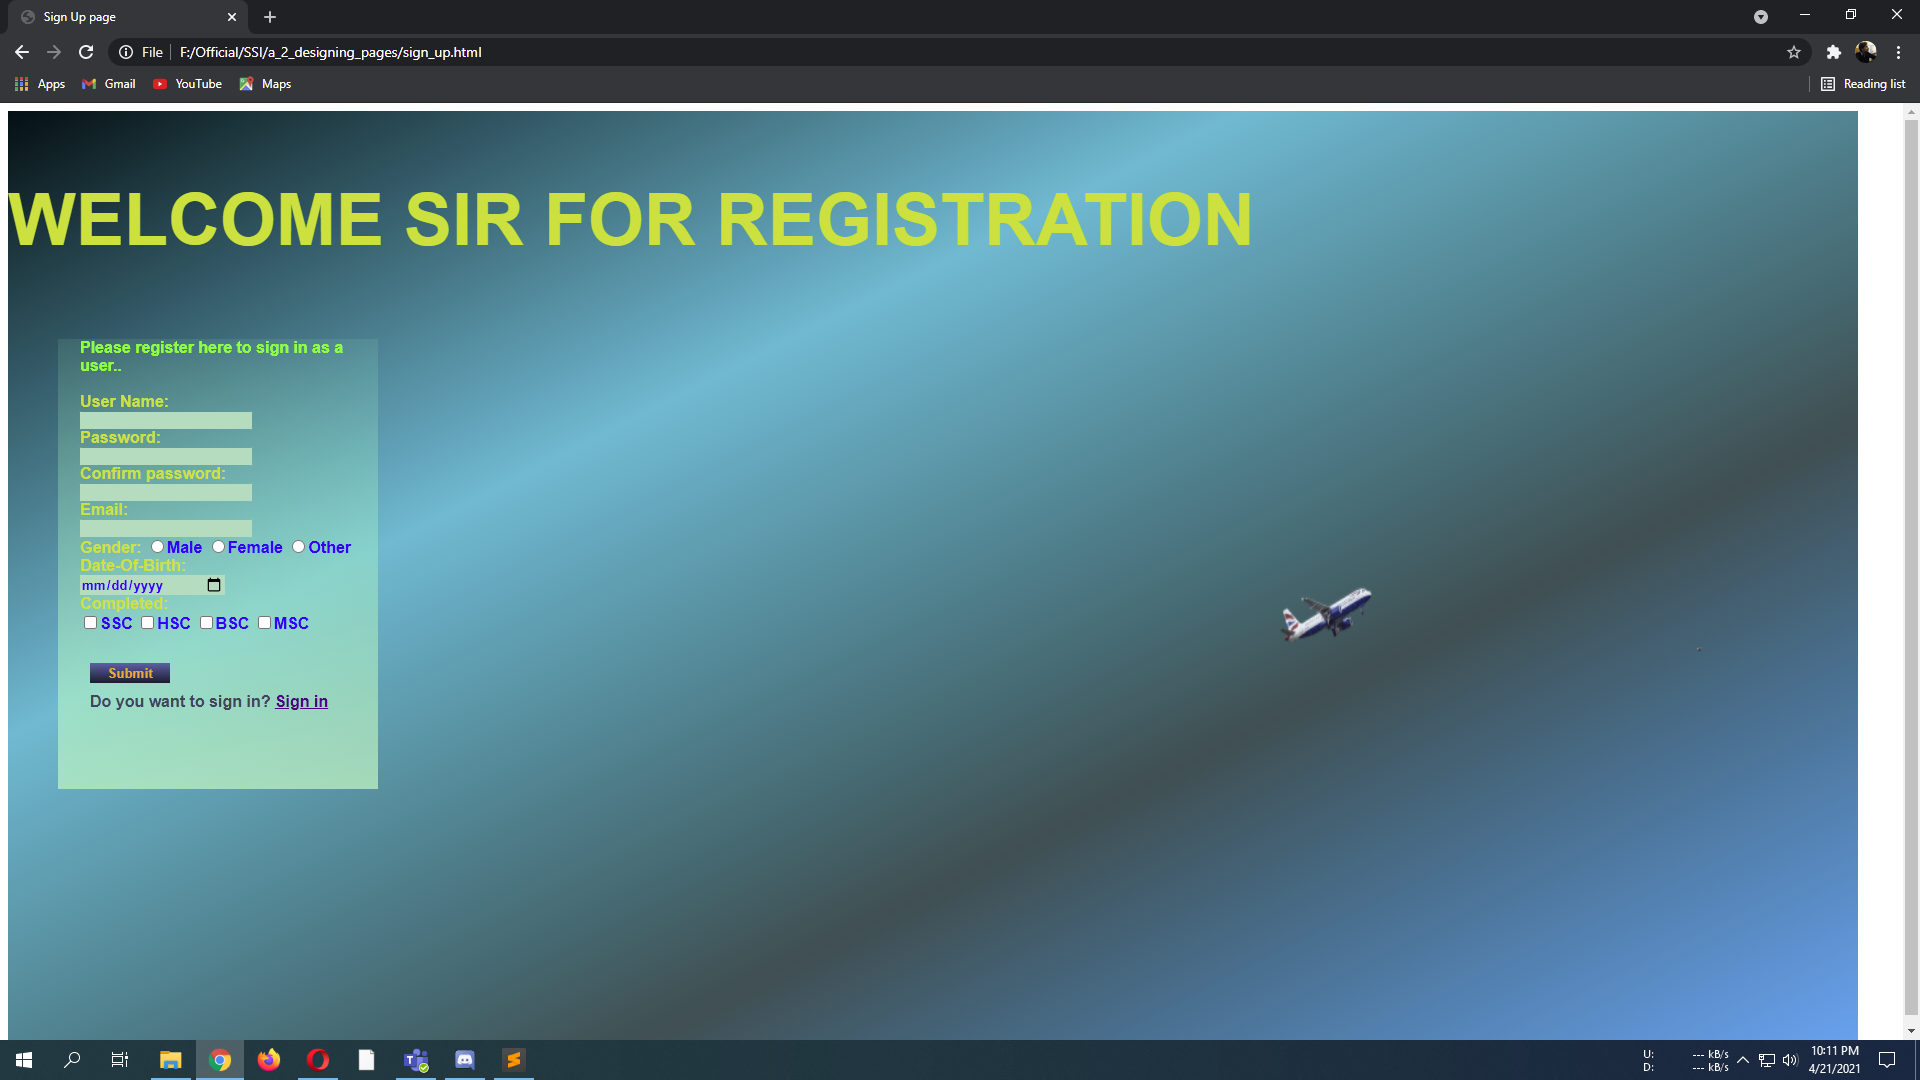 Sign Up page
File F:/Official/SSI/a_2_designing_pages/sign_up.html
Apps Gmail YouTube Maps Reading list
WELCOME SIR FOR REGISTRATION
Please register here to sign in as a
user..
User Name:
Password:
Confirm password:
Email:
Gender: Male Female Other
Date-Of-Birth:
mm/dd/yyyy
Completed:
SSC HSC BSC MSC
Submit
Do you want to sign in? Sign in
U: --- kB/s
D: --- kB/s
10:11 PM
4/21/2021